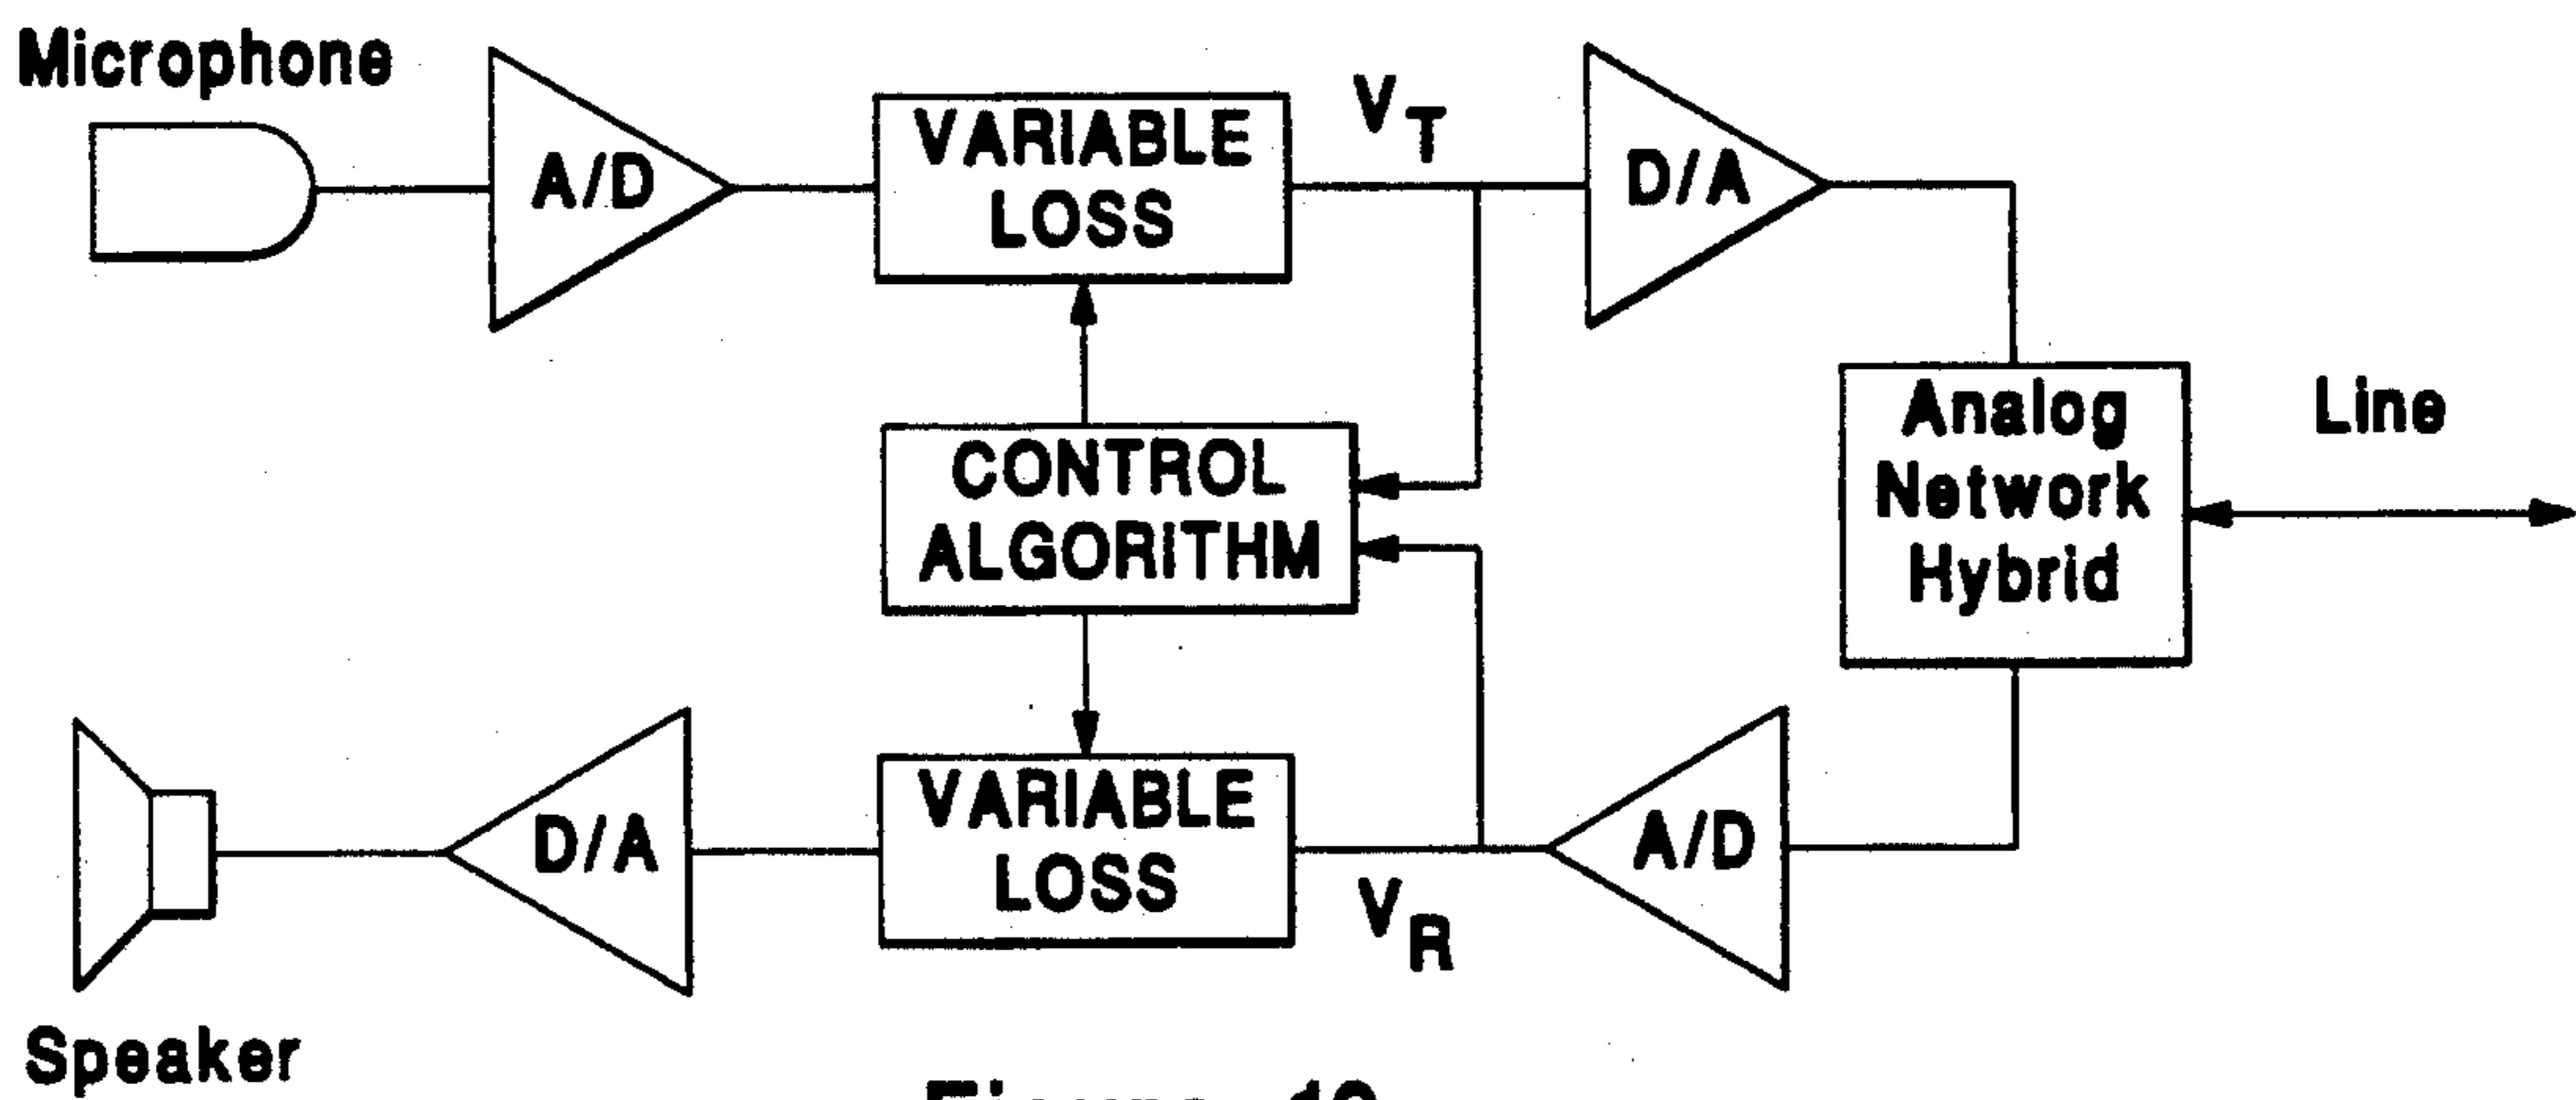 Microphone
A/D
VARIABLE
LOSS
V T
D/A
CONTROL
ALGORITHM
Analog
Network
Hybrid
Line
Speaker
D/A
VARIABLE
LOSS
V R
A/D